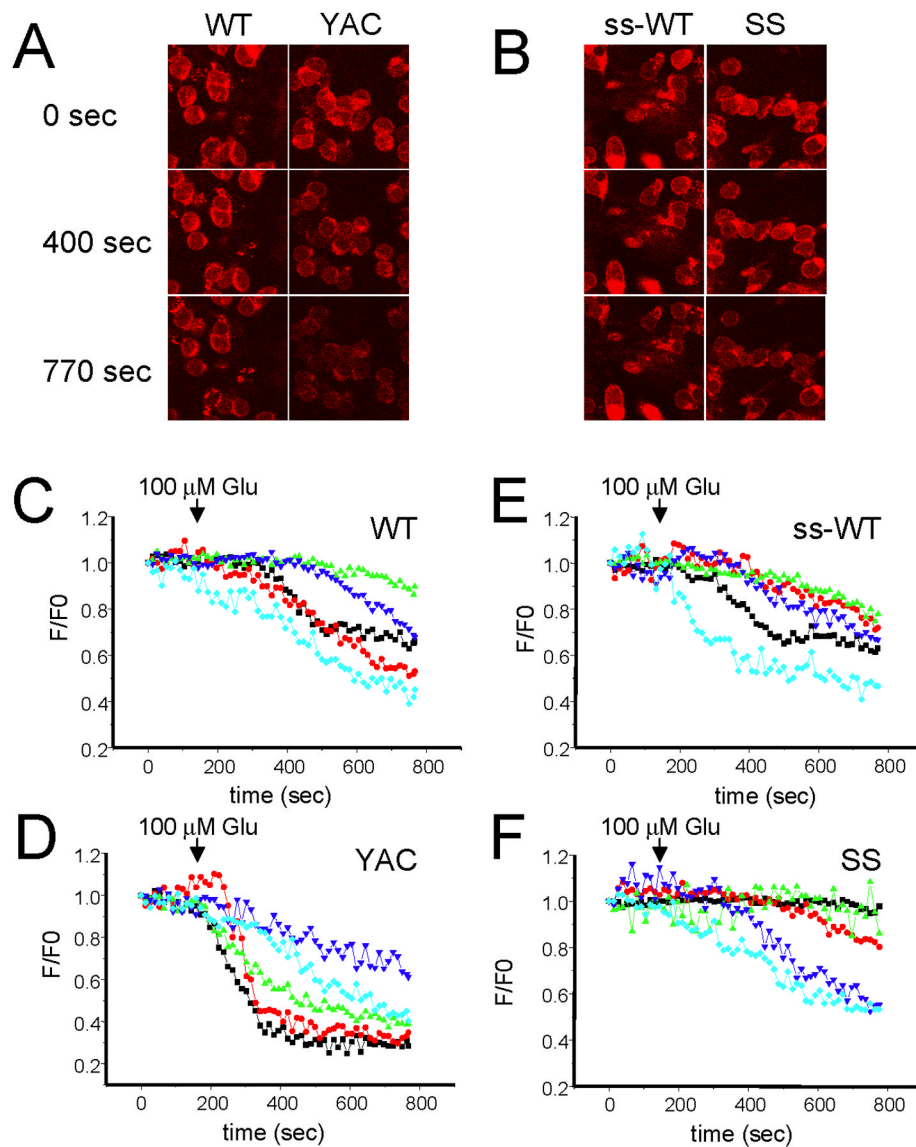 A
WT YAC
0 sec
400 sec
770 sec
B
ss-WT SS
C
100 μM Glu
WT
1.2
1.0
0.8
0.6
0.4
0.2
F/F0
0 200 400 600 800
time (sec)
E
100 μM Glu
ss-WT
1.2
1.0
0.8
0.6
0.4
0.2
F/F0
0 200 400 600 800
time (sec)
D
100 μM Glu
YAC
1.2
1.0
0.8
0.6
0.4
0.2
F/F0
0 200 400 600 800
time (sec)
F
100 μM Glu
SS
1.2
1.0
0.8
0.6
0.4
0.2
F/F0
0 200 400 600 800
time (sec)